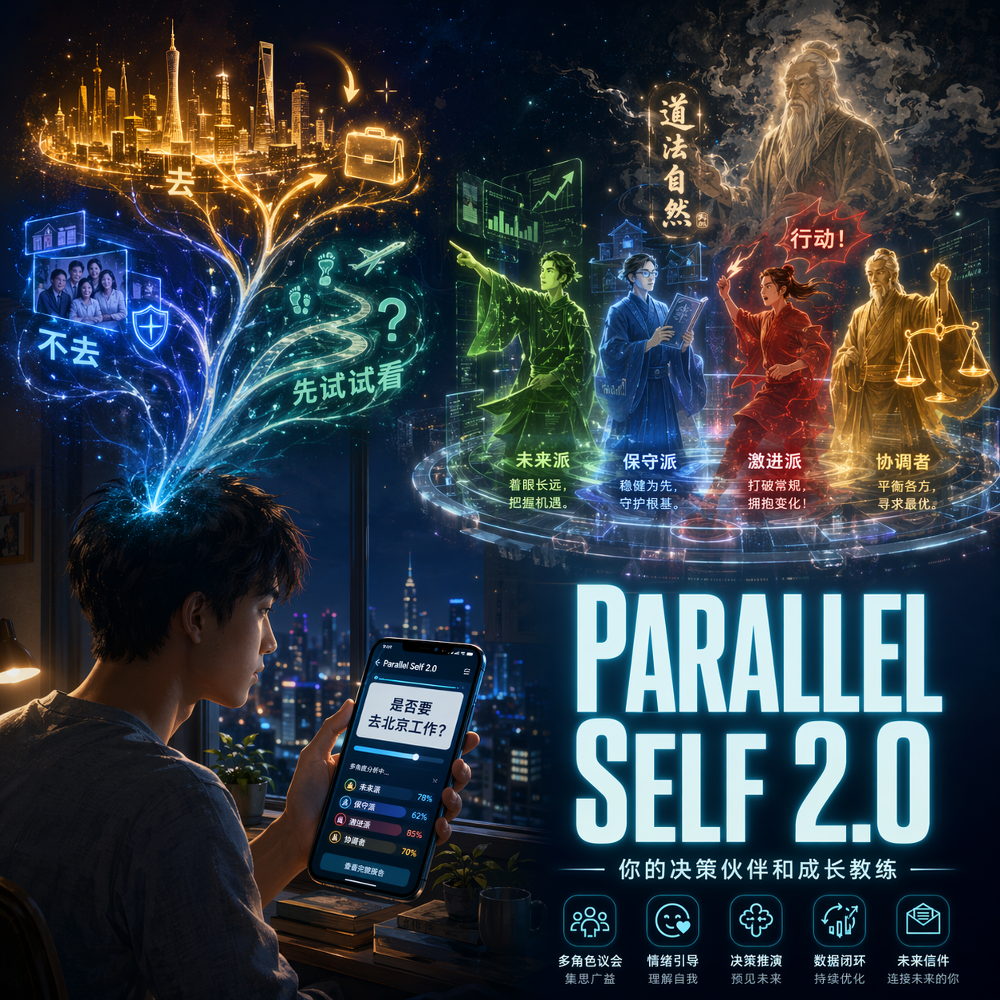 去
不去
先试试看
道法自然
行动!
未来派
着眼长远,
把握机遇。
保守派
稳健为先,
守护根基。
激进派
打破常规,
拥抱变化!
协调者
平衡各方,
寻求最优。
Parallel Self 2.0
是否要
去北京工作?
多角度分析中...
未来派 78%
保守派 62%
激进派 85%
协调者 70%
查看完整报告
PARALLEL
SELF 2.0
你的决策伙伴和成长教练
多角色议会
集思广益
情绪引导
理解自我
决策推演
预见未来
数据闭环
持续优化
未来信件
连接未来的你